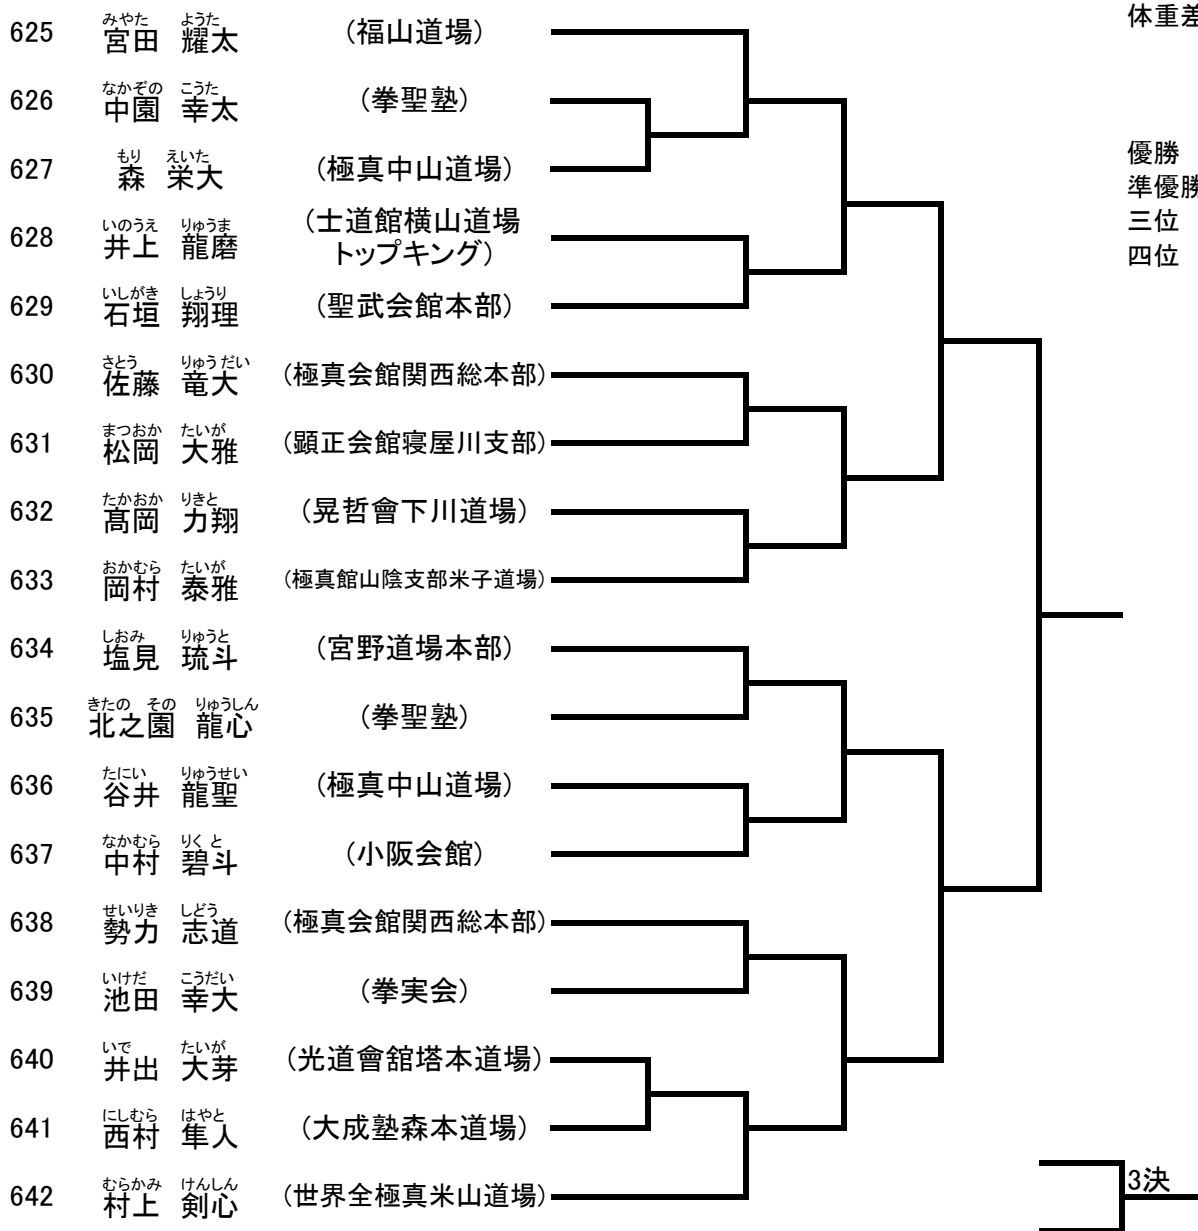 体重差
みやた ようた
625 宮田 耀太 (福山道場)
なかぞの こうた
626 中園 幸太 (拳聖塾)
もり えいた
627 森 栄大 (極真中山道場)
優勝
準優勝
三位
四位
いのうえ りゅうま
628 井上 龍磨 (士道館横山道場
トップキング)
いしがき しょうり
629 石垣 翔理 (聖武会館本部)
さとう りゅうだい
630 佐藤 竜大 (極真会館関西総本部)
まつおか たいが
631 松岡 大雅 (顕正会館寝屋川支部)
たかおか りきと
632 髙岡 力翔 (晃哲會下川道場)
おかむら たいが
633 岡村 泰雅 (極真館山陰支部米子道場)
しおみ りゅうと
634 塩見 琉斗 (宮野道場本部)
きたの その りゅうしん
635 北之園 龍心 (拳聖塾)
たにい りゅうせい
636 谷井 龍聖 (極真中山道場)
なかむら りくと
637 中村 碧斗 (小阪会館)
せいりき しどう
638 勢力 志道 (極真会館関西総本部)
いけだ こうだい
639 池田 幸大 (拳実会)
いで たいが
640 井出 大芽 (光道會舘塔本道場)
にしむら はやと
641 西村 隼人 (大成塾森本道場)
むらかみ けんしん
642 村上 剣心 (世界全極真米山道場)
3決